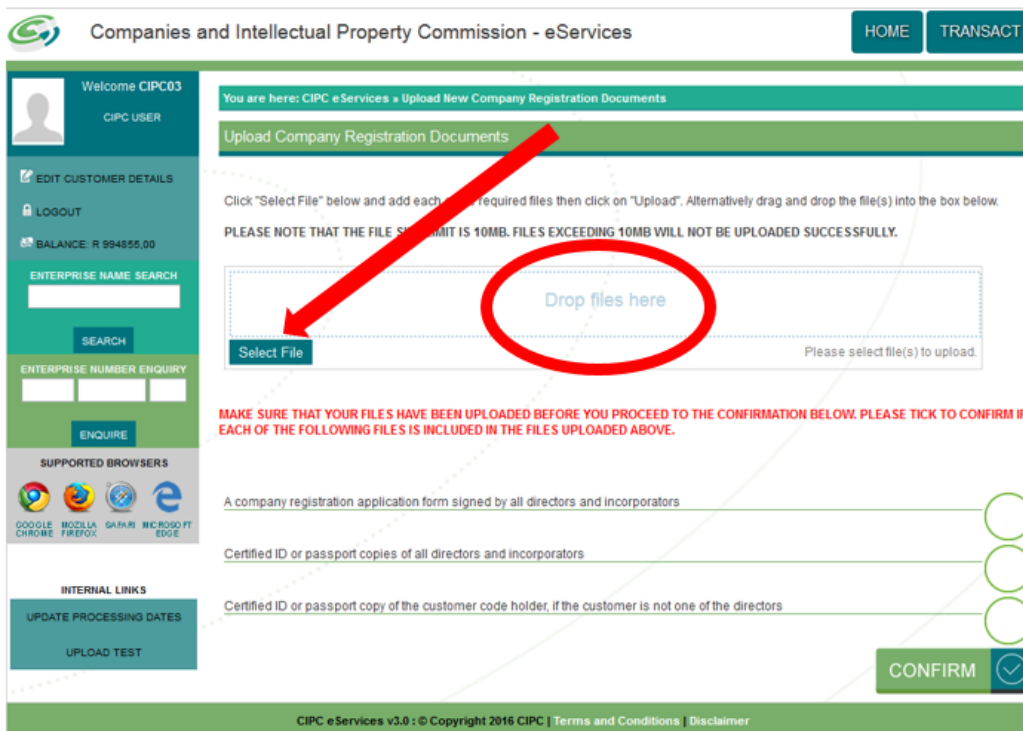 Companies and Intellectual Property Commission - eServices
HOME
TRANSACT
Welcome CIPC03
CIPC USER
EDIT CUSTOMER DETAILS
LOGOUT
BALANCE: R 994855,00
ENTERPRISE NAME SEARCH
SEARCH
ENTERPRISE NUMBER ENQUIRY
ENQUIRE
SUPPORTED BROWSERS
GOOGLE CHROME
MOZILLA FIREFOX
SAFARI
MICROSOFT EDGE
INTERNAL LINKS
UPDATE PROCESSING DATES
UPLOAD TEST
You are here: CIPC eServices » Upload New Company Registration Documents
Upload Company Registration Documents
Click "Select File" below and add each required files then click on "Upload". Alternatively drag and drop the file(s) into the box below.
PLEASE NOTE THAT THE FILE IS 10MB. FILES EXCEEDING 10MB WILL NOT BE UPLOADED SUCCESSFULLY.
Drop files here
Select File
Please select file(s) to upload.
MAKE SURE THAT YOUR FILES HAVE BEEN UPLOADED BEFORE YOU PROCEED TO THE CONFIRMATION BELOW. PLEASE TICK TO CONFIRM IF
EACH OF THE FOLLOWING FILES IS INCLUDED IN THE FILES UPLOADED ABOVE.
A company registration application form signed by all directors and incorporators
Certified ID or passport copies of all directors and incorporators
Certified ID or passport copy of the customer code holder, if the customer is not one of the directors
CONFIRM
CIPC eServices v3.0 : © Copyright 2016 CIPC | Terms and Conditions | Disclaimer